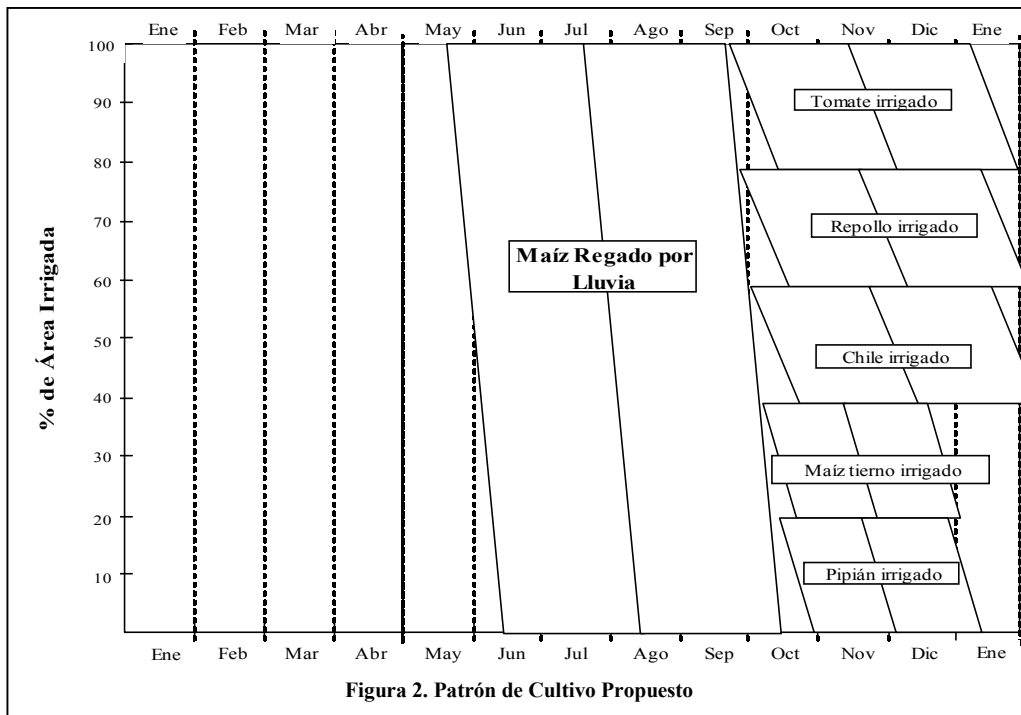 Ene Feb Mar Abr May Jun Jul Ago Sep Oct Nov Dic Ene
100
90
80
70
60
50
40
30
20
10
% de Área Irrigada
Tomate irrigado
Repollo irrigado
Maíz Regado por
Lluvia
Chile irrigado
Maíz tierno irrigado
Pipián irrigado
Ene Feb Mar Abr May Jun Jul Ago Sep Oct Nov Dic Ene
Figura 2. Patrón de Cultivo Propuesto